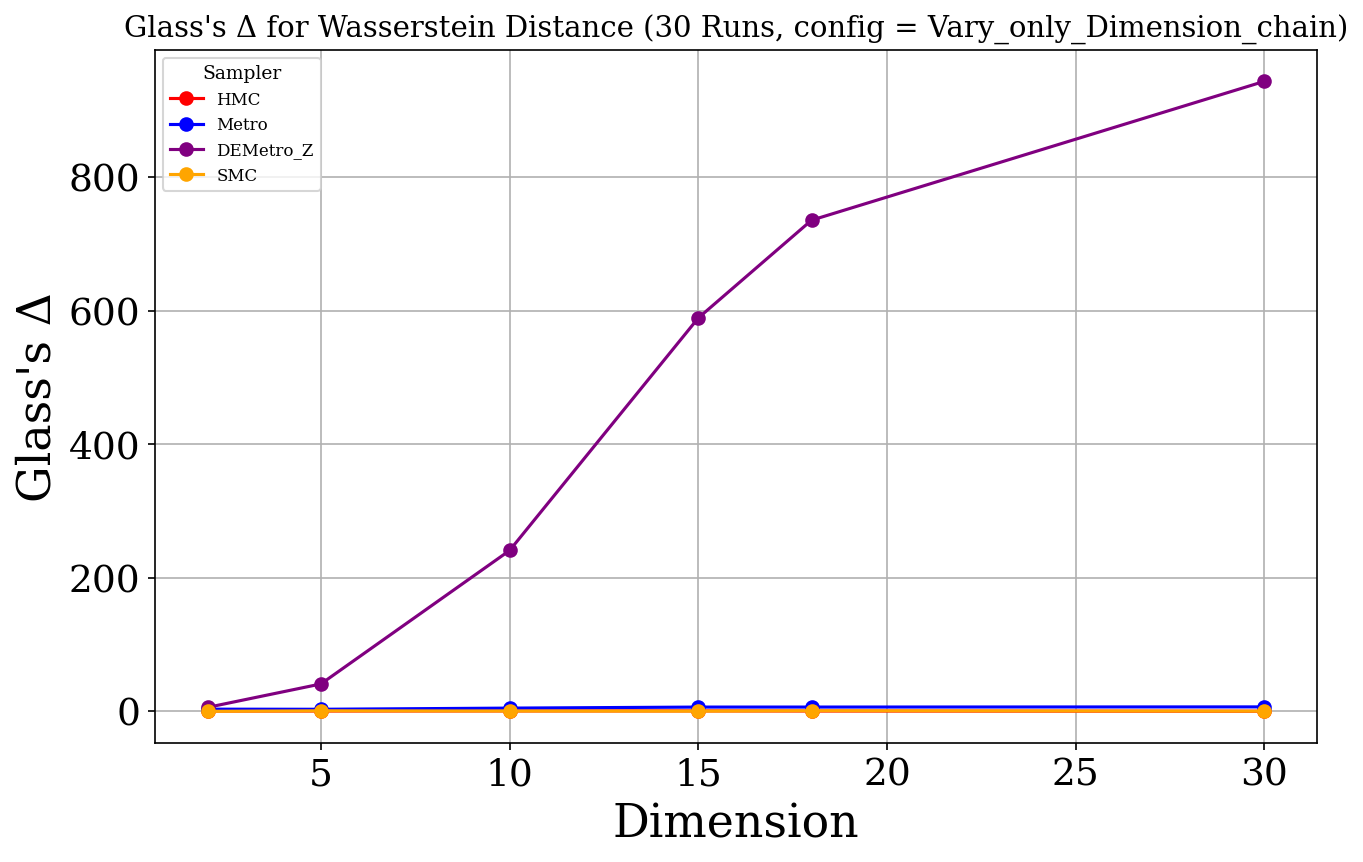 Glass's Δ for Wasserstein Distance (30 Runs, config = Vary_only_Dimension_chain)
Sampler
HMC
Metro
DEMetro_Z
SMC
Glass's Δ
800
600
400
200
0
5 10 15 20 25 30
Dimension